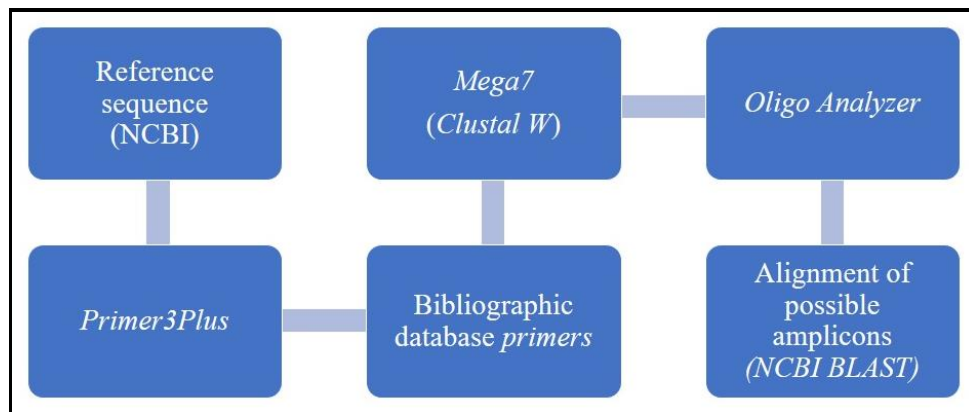 Reference
sequence
(NCBI)
Mega7
(Clustal W)
Oligo Analyzer
Primer3Plus
Bibliographic
database primers
Alignment of
possible
amplicons
(NCBI BLAST)